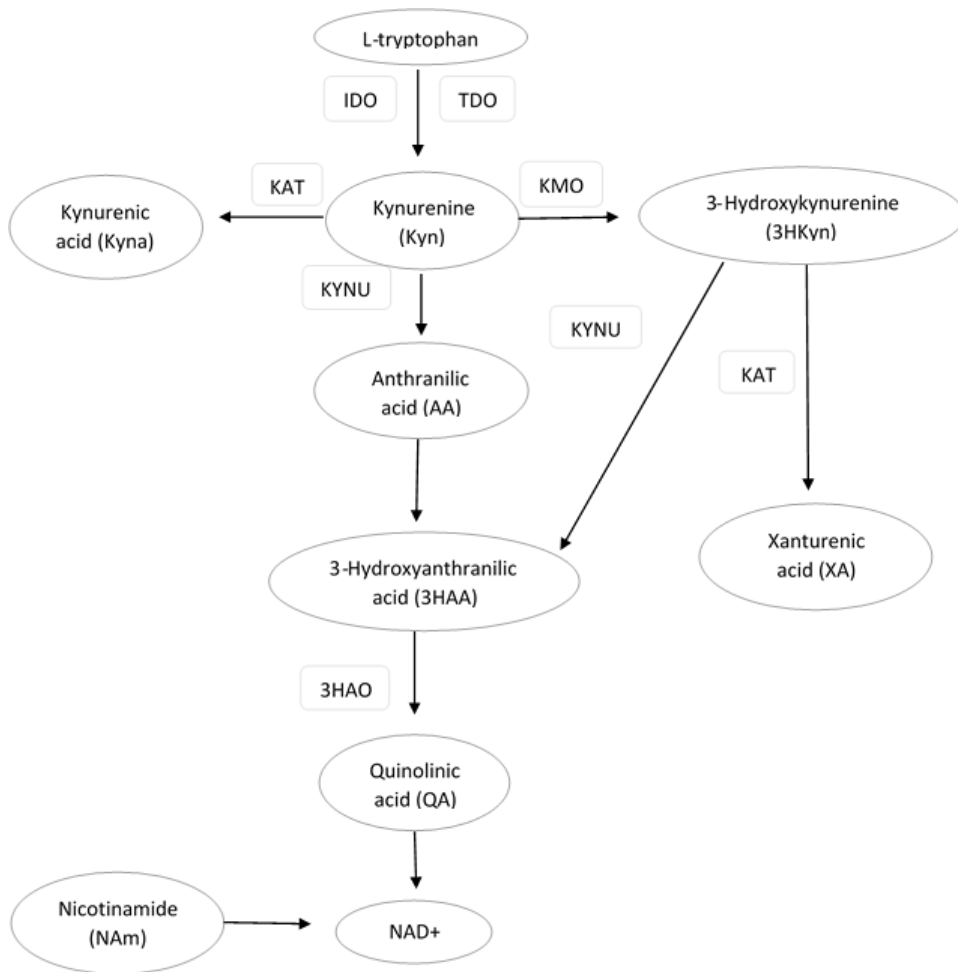 L-tryptophan
IDO
TDO
KAT
KMO
Kynurenic
acid (Kyna)
Kynurenine
(Kyn)
3-Hydroxykynurenine
(3HKyn)
KYNU
KYNU
KAT
Anthranilic
acid (AA)
3-Hydroxyanthranilic
acid (3HAA)
Xanturenic
acid (XA)
3HAO
Quinolinic
acid (QA)
Nicotinamide
(NAm)
NAD+